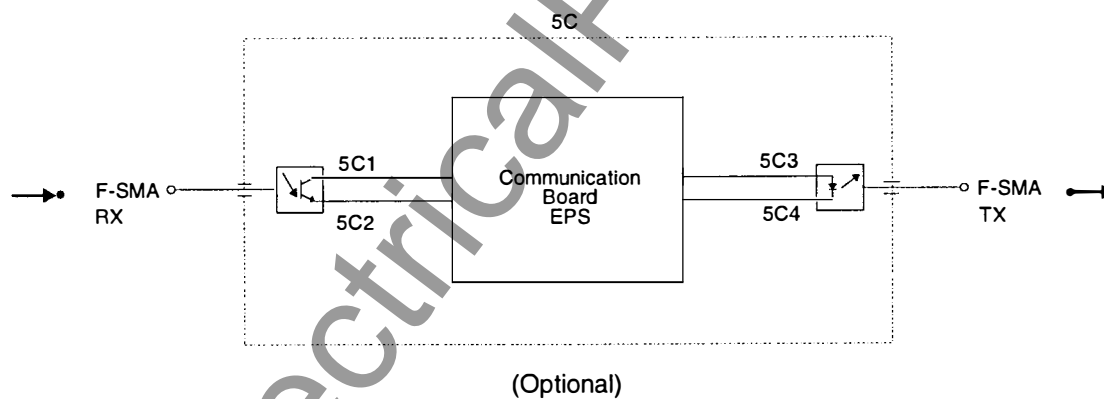 5C
5C1
5C3
F-SMA
RX
Communication
Board
EPS
F-SMA
TX
5C2
5C4
(Optional)